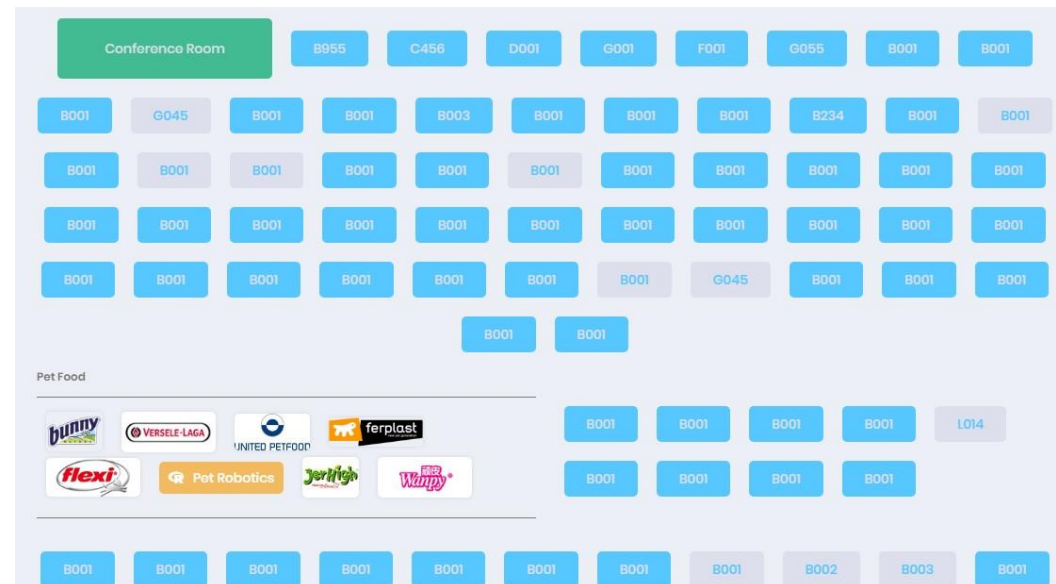 Conference Room B955 C456 D001 G001 F001 G055 B001 B001
B001 G045 B001 B001 B003 B001 B001 B001 B234 B001 B001
B001 B001 B001 B001 B001 B001 B001 B001 B001 B001 B001
B001 B001 B001 B001 B001 B001 B001 B001 B001 B001 B001
B001 B001 B001 B001 B001 B001 B001 G045 B001 B001 B001
B001 B001
Pet Food
bunny VERSELE-LAGA UNITED PETFOOD ferplast
flexi Pet Robotics JerHigh 頑皮 Wanpy
B001 B001 B001 B001 L014
B001 B001 B001 B001
B001 B001 B001 B001 B001 B001 B001 B001 B002 B003 B001